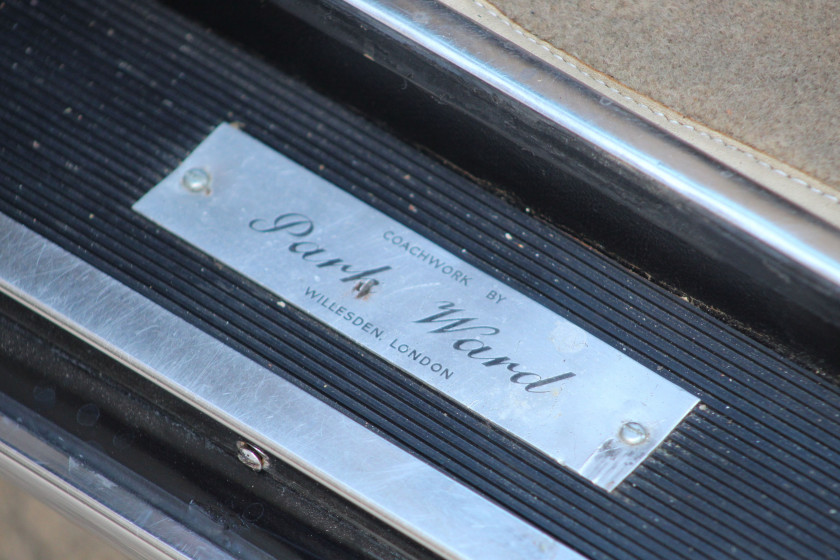 COACHWORK BY
Park Ward
WILLESDEN. LONDON